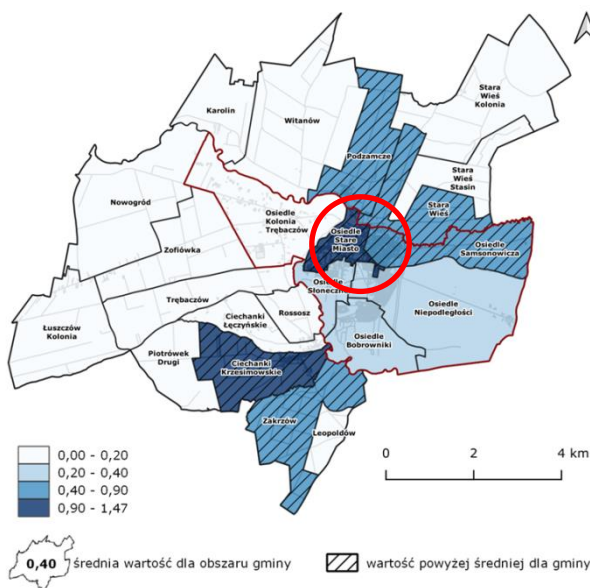 Karolin
Witanów
Stara
Wieś
Kolonia
Podzamcze
Stara
Wieś
Stasin
Nowogród
Osiedle
Kolonia
Trębaczów
Stara
Wieś
Osiedle
Stare
Miasto
Osiedle
Samsonowicza
Zofiówka
Osiedle
Słoneczne
Trębaczów
Osiedle
Niepodległości
Ciechanki
Łęczyńskie
Rossosz
Łuszczów
Kolonia
Osiedle
Bobrowniki
Piotrówek
Drugi
Ciechanki
Krzesimowskie
Zakrzów
Leopoldów
0,00 - 0,20
0,20 - 0,40
0,40 - 0,90
0,90 - 1,47
0 2 4 km
0,40 średnia wartość dla obszaru gminy
wartość powyżej średniej dla gminy